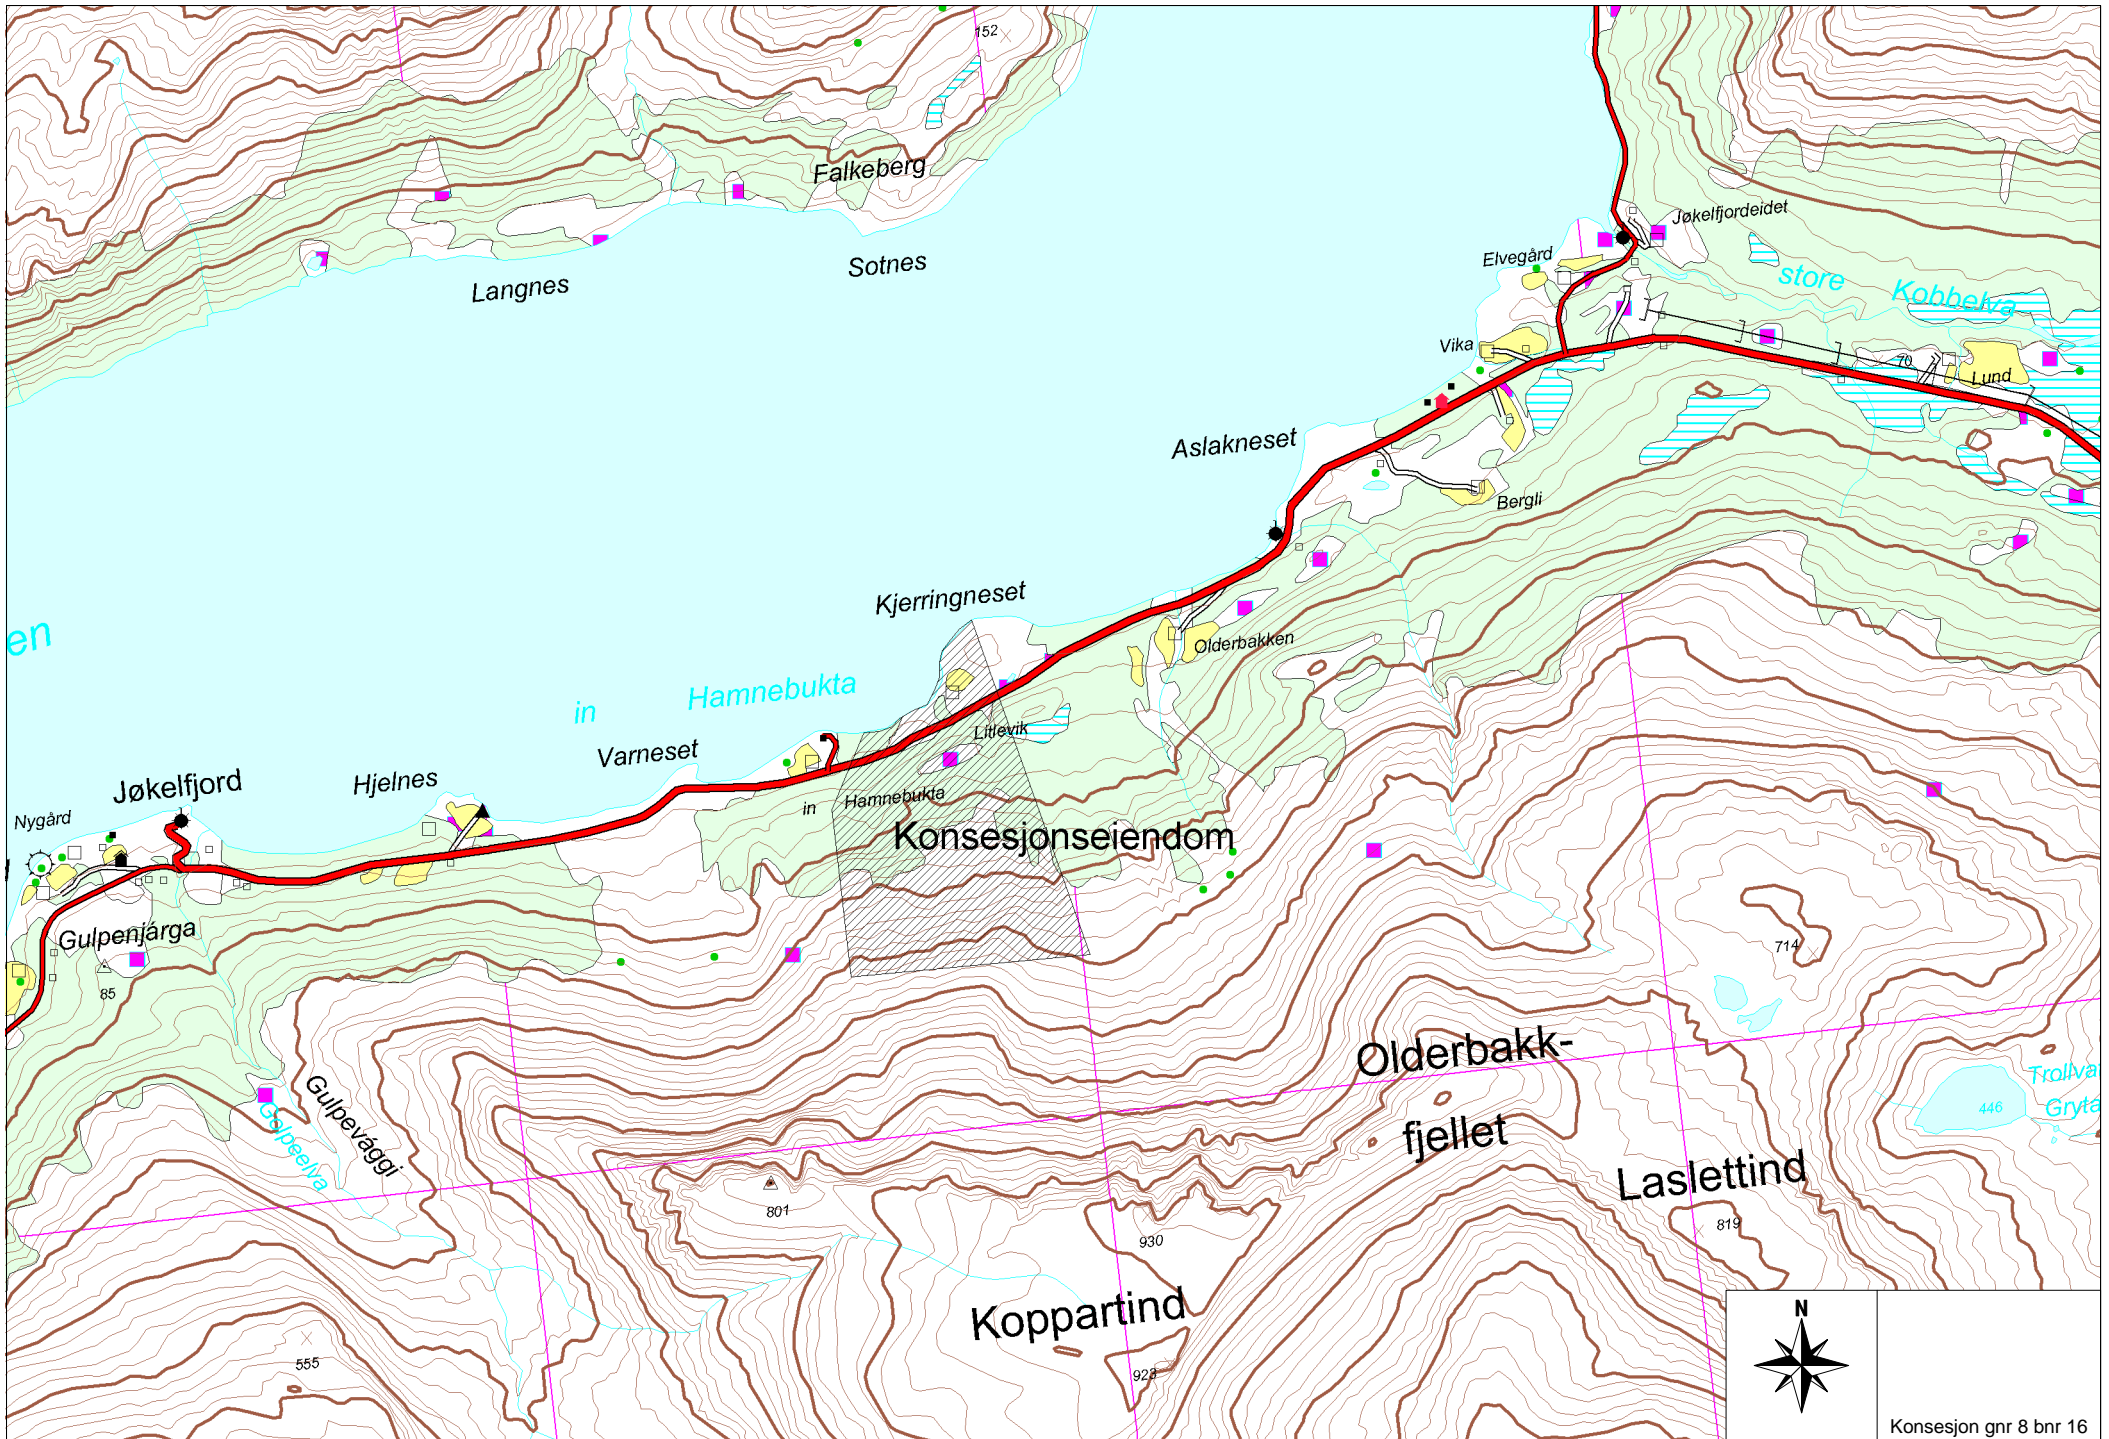 152
Falkeberg
Jøkelfjordeidet
Elvegård
Sotnes
store Kobbelva
Langnes
Vika
70
Lund
Aslakneset
Bergli
Kjerringneset
en
Olderbakken
in Hamnebukta
Litlevik
Varneset
Jøkelfjord
Hjelnes
in Hamnebukta
Nygård
Konsesjonseiendom
Gulpenjárga
714
85
Olderbakk-
fjellet
Trollva
Gryta
446
Gulpevággi
Gulpeelva
Laslettind
801
819
930
Koppartind
N
555
923
Konsesjon gnr 8 bnr 16